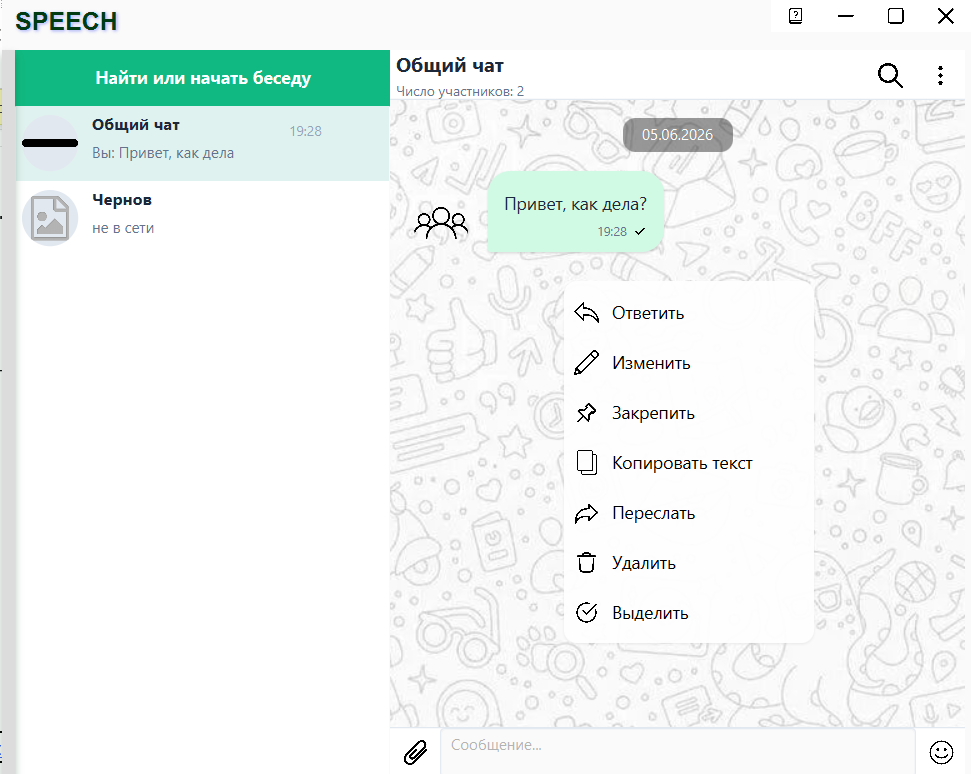 SPEECH
Найти или начать беседу
Общий чат
19:28
Вы: Привет, как дела
Чернов
не в сети
Общий чат
Число участников: 2
05.06.2026
Привет, как дела?
19:28
Ответить
Изменить
Закрепить
Копировать текст
Переслать
Удалить
Выделить
Сообщение...